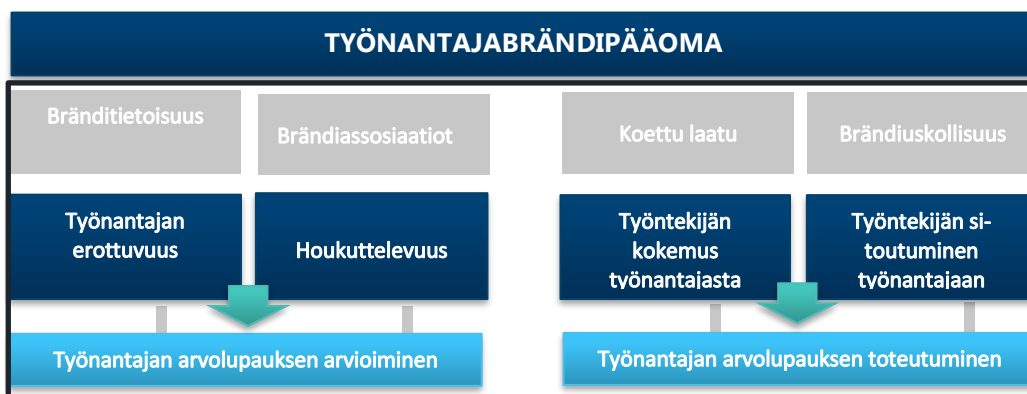 TYÖNANTAJABRÄNDIPÄÄOMA
Bränditietoisuus
Brändiassosiaatiot
Koettu laatu
Brändiuskollisuus
Työnantajan
erottuvuus
Houkuttelevuus
Työntekijän
kokemus
työnantajasta
Työntekijän si-
toutuminen
työnantajaan
Työnantajan arvolupauksen arvioiminen
Työnantajan arvolupauksen toteutuminen